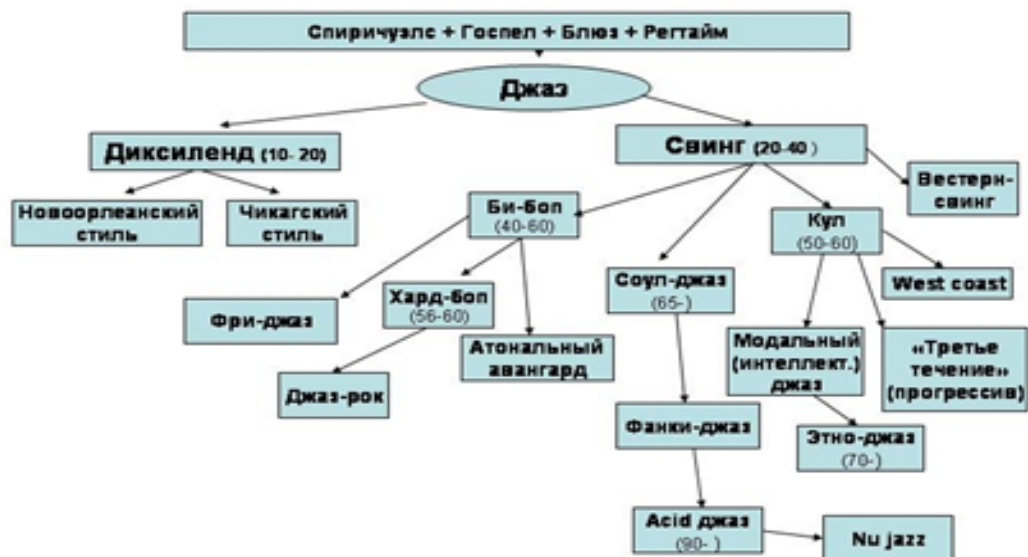 Спиричуэлс + Госпел + Блюз + Регтайм
Джаз
Диксиленд (10- 20)
Свинг (20-40 )
Вестерн-
свинг
Новоорлеанский
стиль
Чикагский
стиль
Би-боп
(40-60)
Кул
(50-60)
Соул-джаз
(65-)
West coast
Хард-боп
(56-60)
Фри-джаз
Атональный
авангард
Модальный
(интеллект.)
джаз
«Третье
течение»
(прогрессив)
Джаз-рок
Фанки-джаз
Этно-джаз
(70-)
Acid джаз
(90- )
Nu jazz